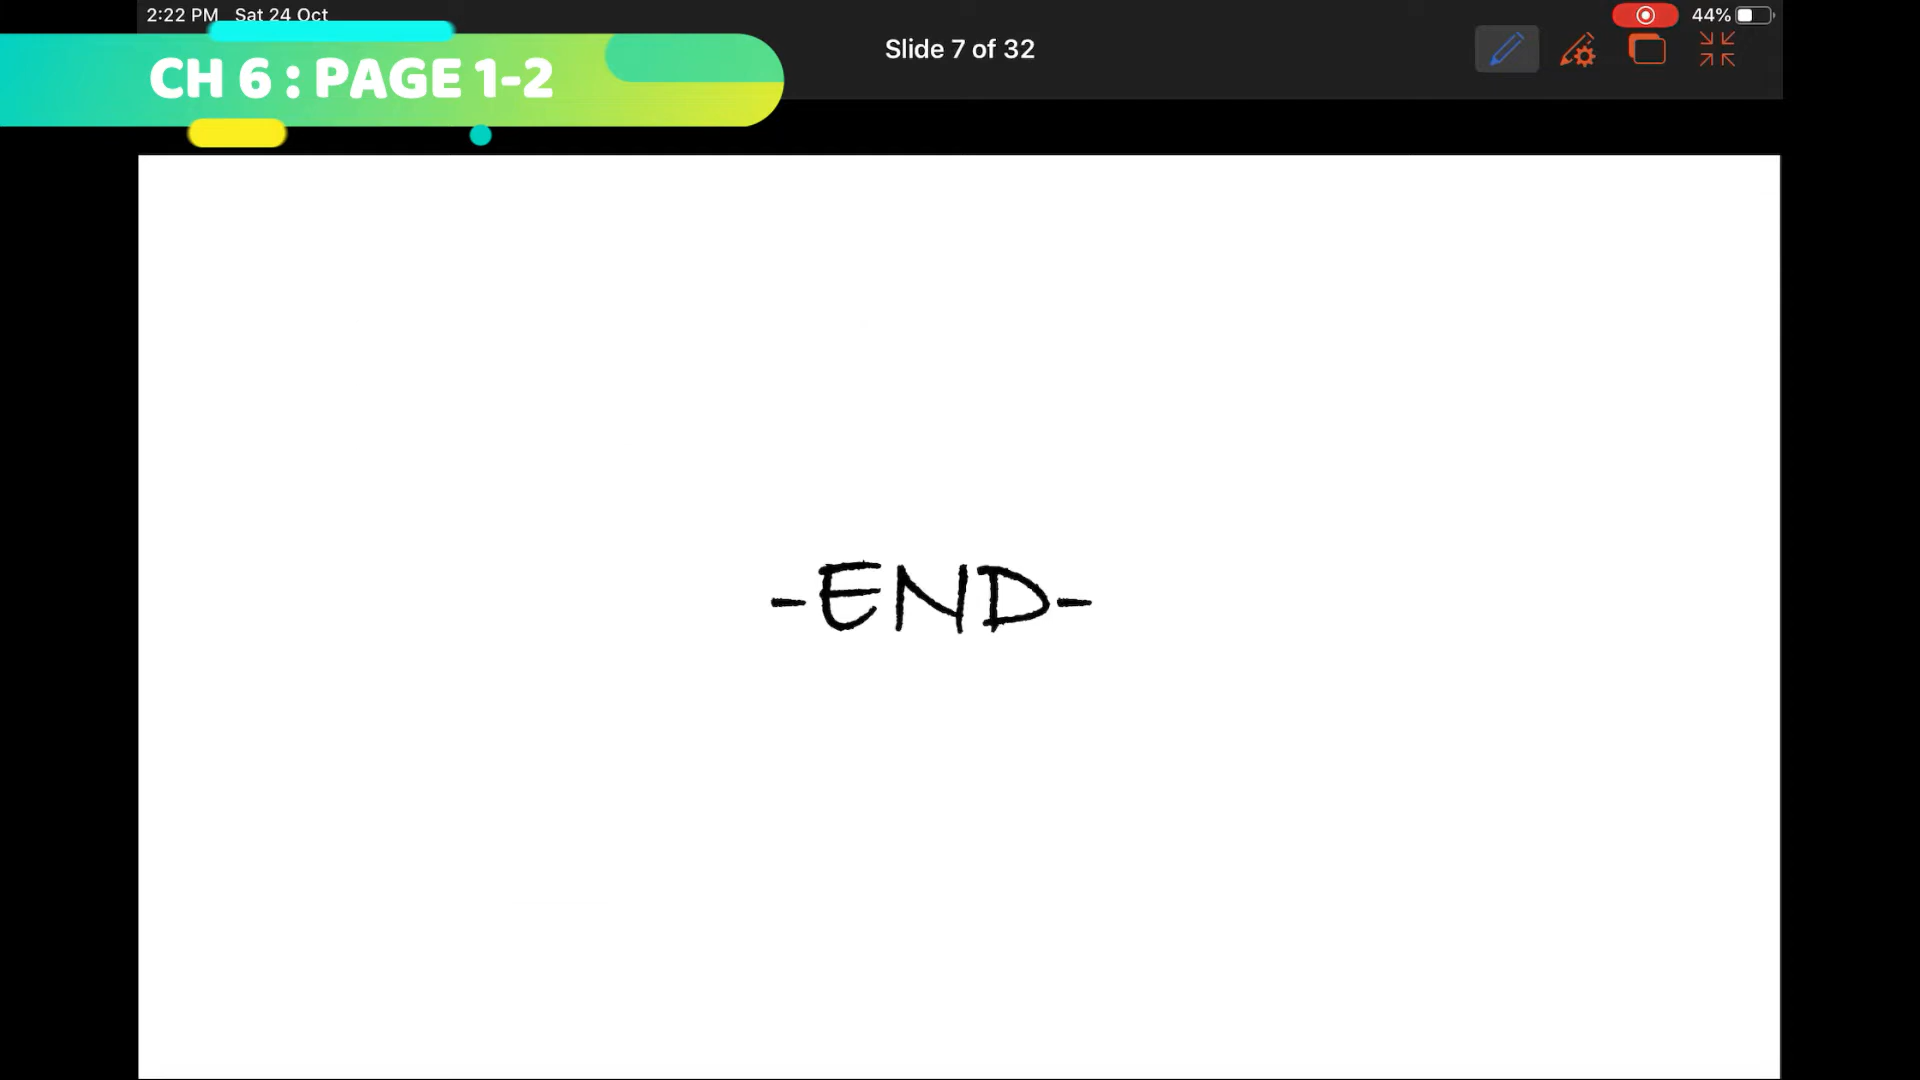 2:22 PM Sat 24 Oct
44%
CH 6 : PAGE 1-2
Slide 7 of 32
-END-